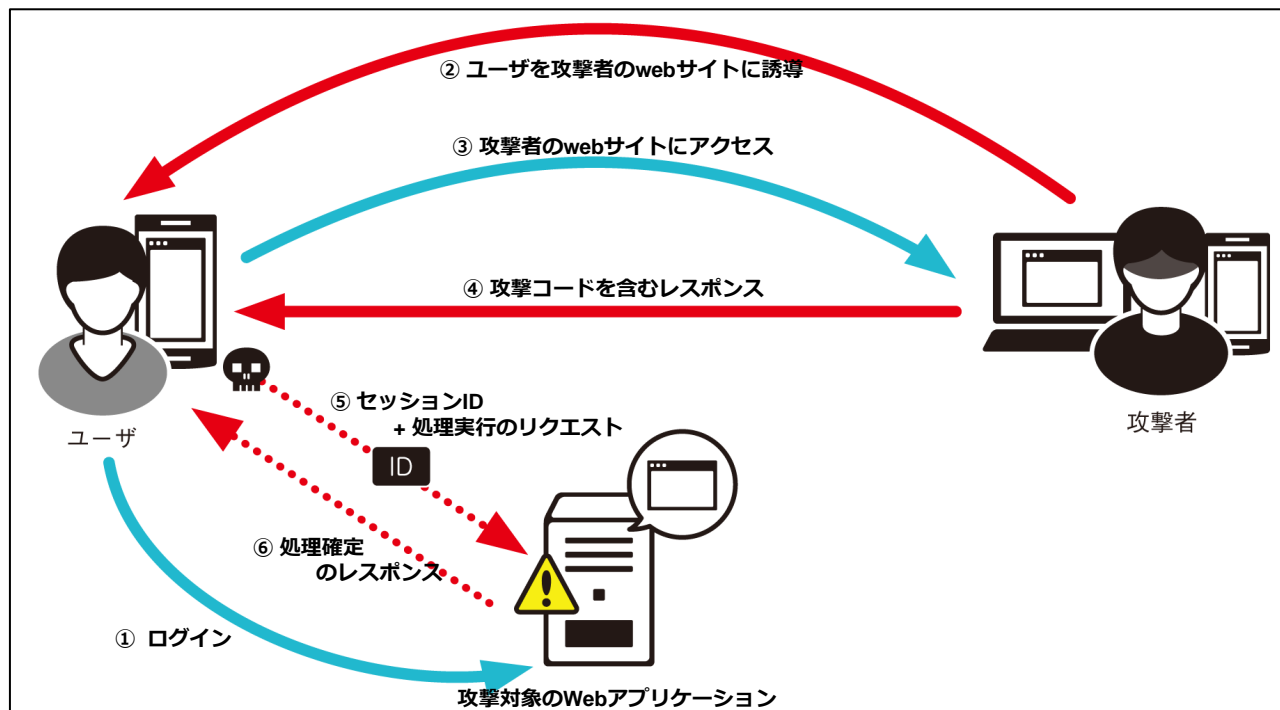 ② ユーザを攻撃者のwebサイトに誘導
③ 攻撃者のwebサイトにアクセス
④ 攻撃コードを含むレスポンス
⑤ セッションID
+ 処理実行のリクエスト
ユーザ
攻撃者
ID
⑥ 処理確定
のレスポンス
① ログイン
攻撃対象のWebアプリケーション